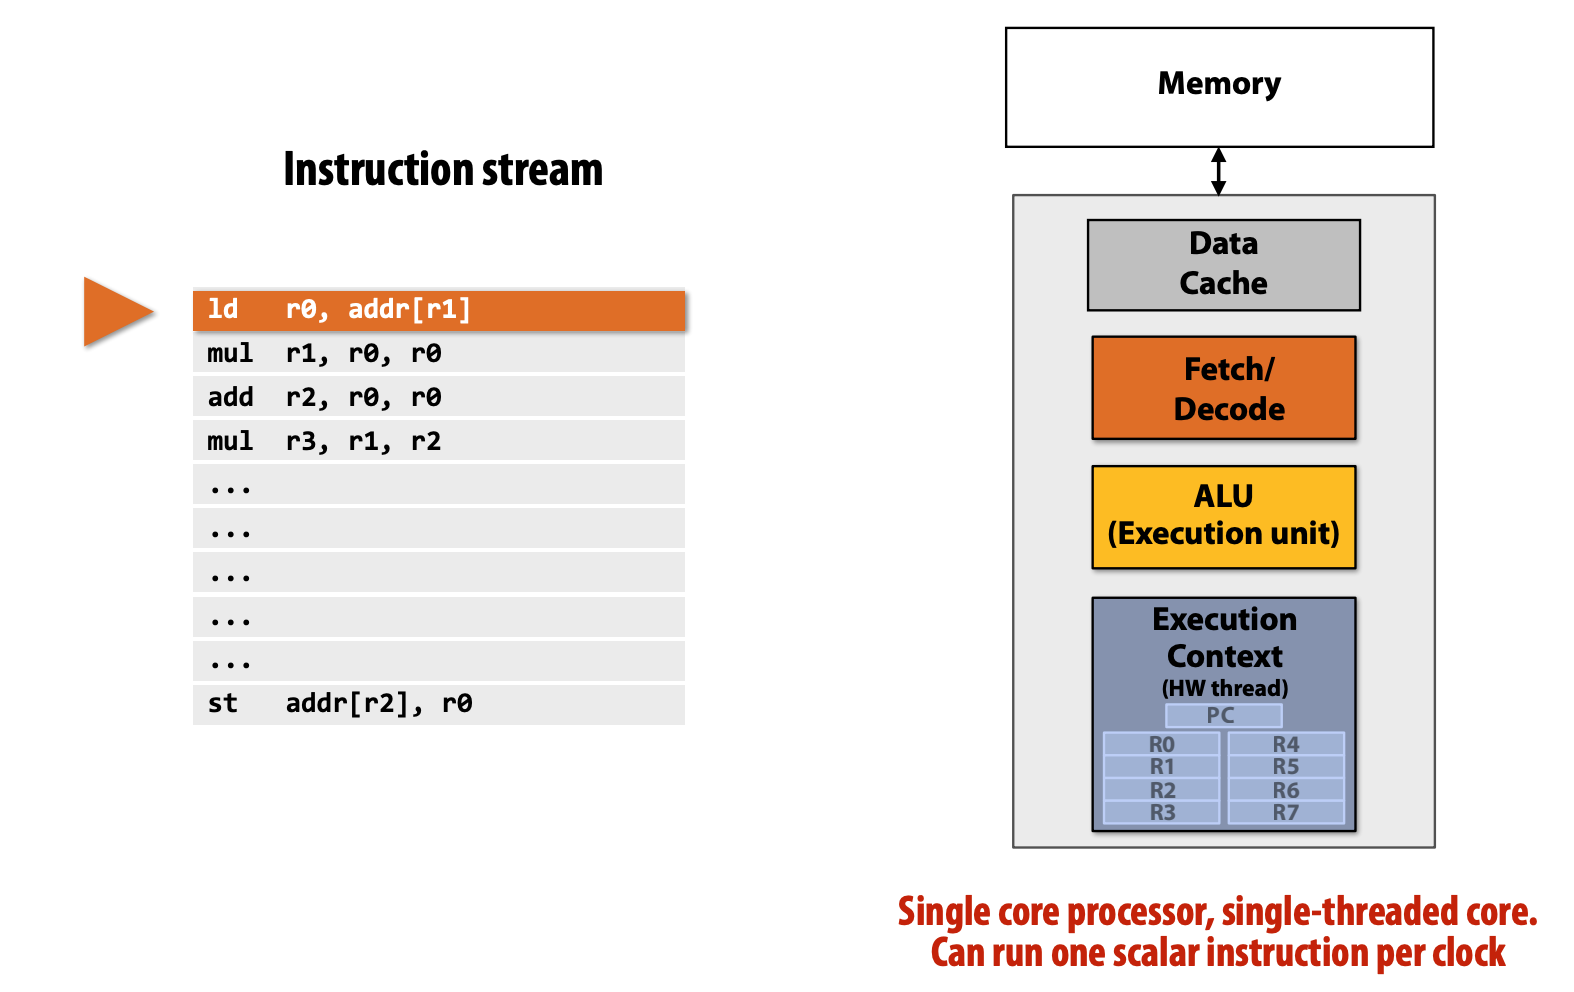 Instruction stream
ld r0, addr[r1]
mul r1, r0, r0
add r2, r0, r0
mul r3, r1, r2
...
...
...
...
...
st addr[r2], r0
Memory
Data
Cache
Fetch/
Decode
ALU
(Execution unit)
Execution
Context
(HW thread)
PC
R0 R4
R1 R5
R2 R6
R3 R7
Single core processor, single-threaded core.
Can run one scalar instruction per clock